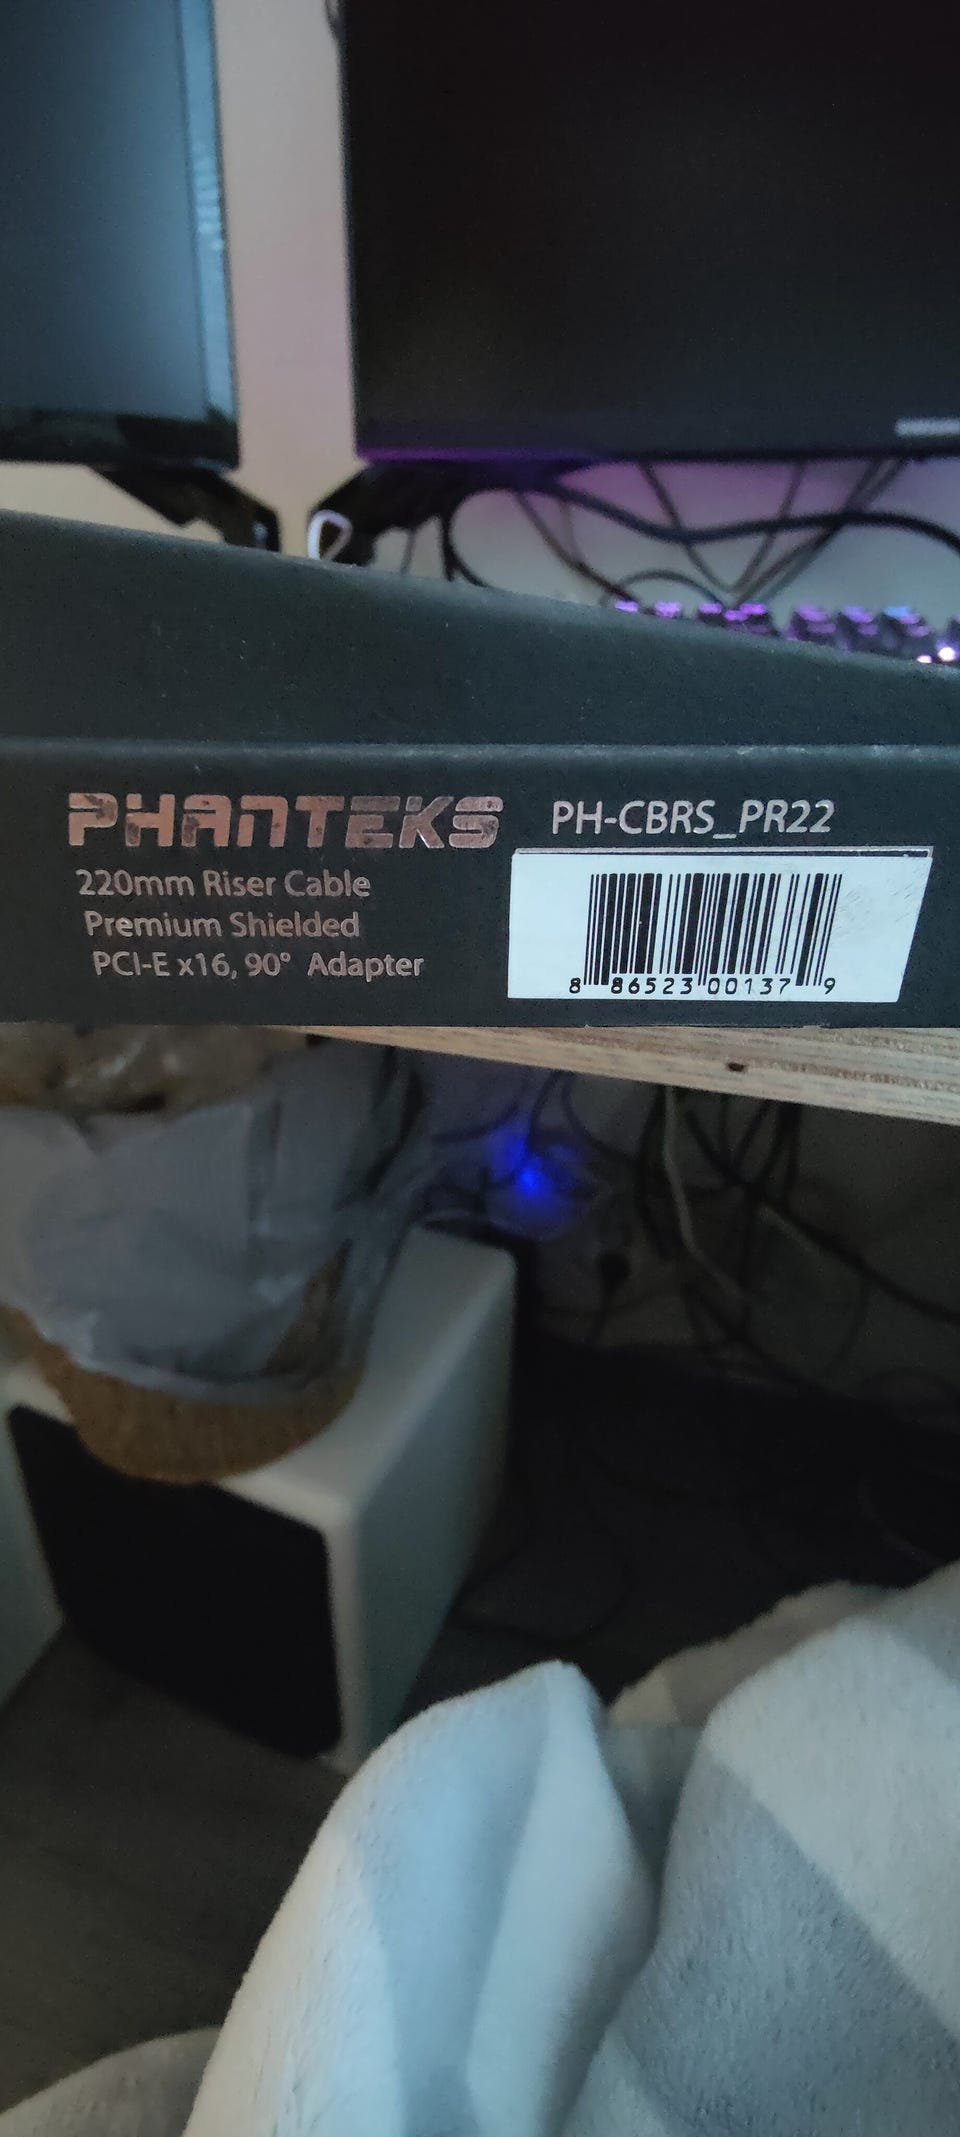 PHANTEKS
220mm Riser Cable
Premium Shielded
PCI-E x16, 90° Adapter
PH-CBRS_PR22
8 86523 00137 9